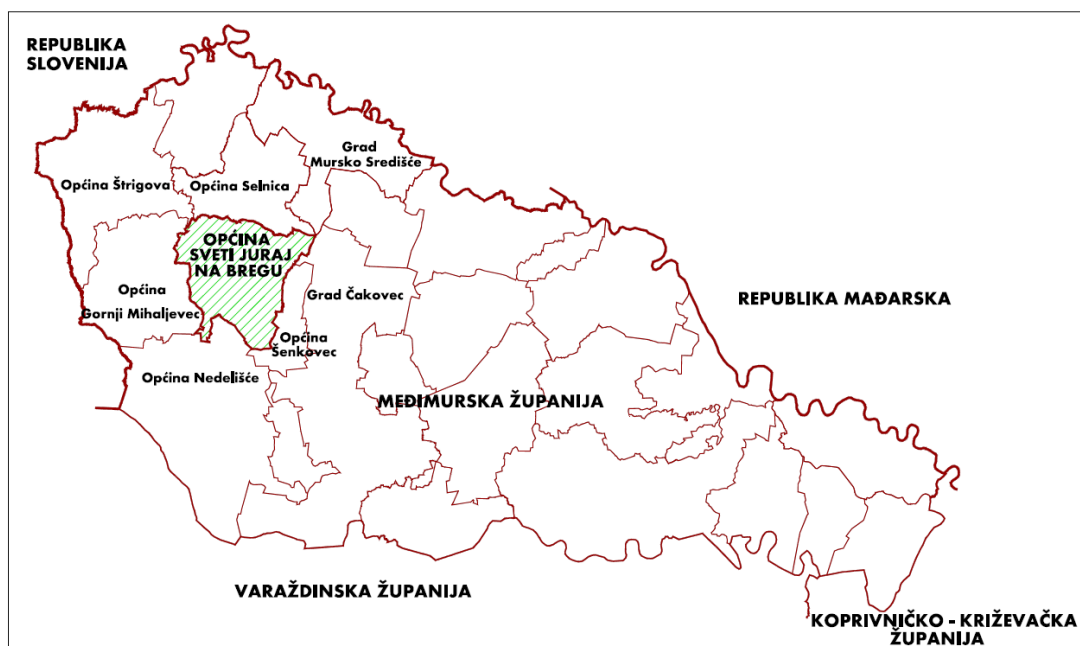 REPUBLIKA
SLOVENIJA
Grad
Mursko Središće
Općina Štrigova
Općina Selnica
OPĆINA
SVETI JURAJ
NA BREGU
Općina
Gornji Mihaljevec
Grad Čakovec
REPUBLIKA MAĐARSKA
Općina
Šenkovec
Općina Nedelišće
MEĐIMURSKA ŽUPANIJA
VARAŽDINSKA ŽUPANIJA
KOPRIVNIČKO - KRIŽEVAČKA
ŽUPANIJA